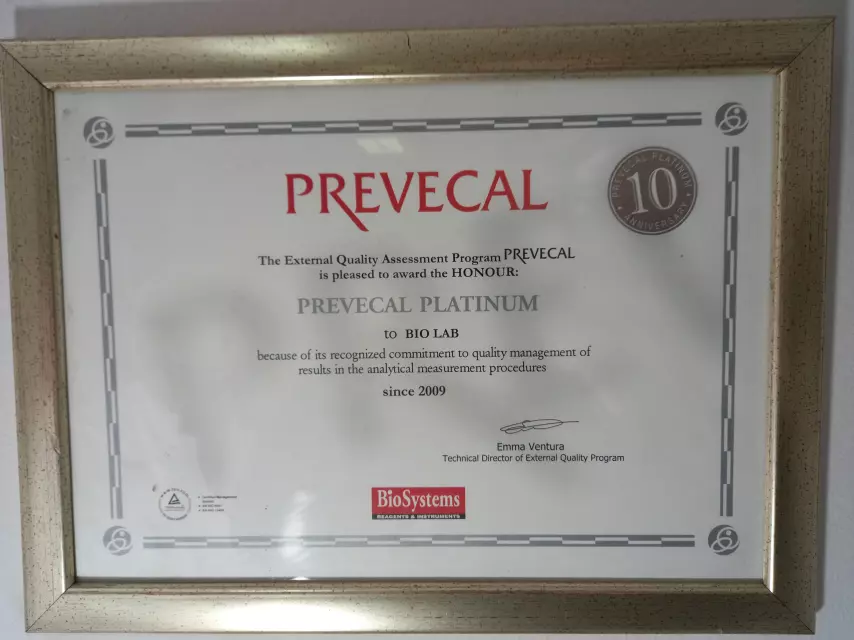 PREVECAL
PREVECAL PLATINUM
10
ANNIVERSARY
The External Quality Assessment Program PREVECAL
is pleased to award the HONOUR:
PREVECAL PLATINUM
to BIO LAB
because of its recognized commitment to quality management of
results in the analytical measurement procedures
since 2009
Emma Ventura
Technical Director of External Quality Program
BioSystems
REAGENTS & INSTRUMENTS